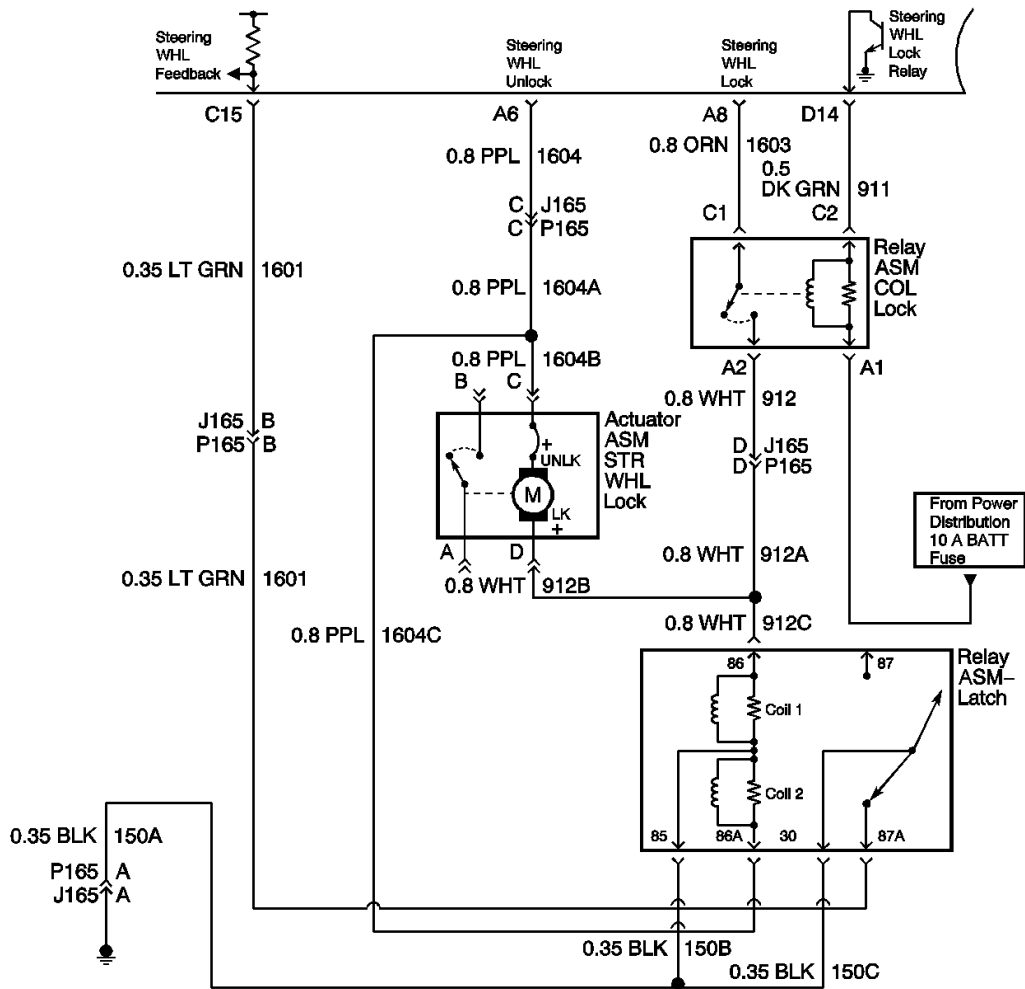 Steering
WHL
Feedback
Steering
WHL
Unlock
Steering
WHL
Lock
Steering
WHL
Lock
Relay
C15
A6
A8
D14
0.8 PPL 1604
0.8 ORN 1603
0.5
DK GRN 911
C J165
C P165
C1
C2
0.35 LT GRN 1601
0.8 PPL 1604A
Relay
ASM
COL
Lock
0.8 PPL 1604B
B
C
A2
A1
0.8 WHT 912
J165 B
P165 B
Actuator
ASM
STR
WHL
Lock
+
UNLK
M
LK
+
D J165
D P165
From Power
Distribution
10 A BATT
Fuse
A
D
0.8 WHT 912A
0.35 LT GRN 1601
0.8 WHT 912B
0.8 PPL 1604C
0.8 WHT 912C
86
87
Relay
ASM–
Latch
Coil 1
Coil 2
85
86A
30
87A
0.35 BLK 150A
P165 A
J165 A
0.35 BLK 150B
0.35 BLK 150C